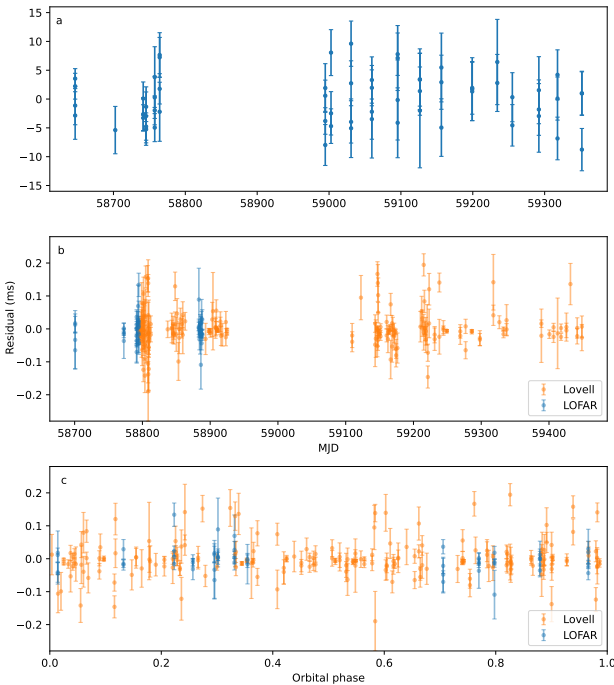 a
15
10
5
0
−5
−10
−15
58700 58800 58900 59000 59100 59200 59300
b
0.2
0.1
0.0
−0.1
−0.2
Residual (ms)
Lovell
LOFAR
58700 58800 58900 59000 59100 59200 59300 59400
MJD
c
0.2
0.1
0.0
−0.1
−0.2
Lovell
LOFAR
0.0 0.2 0.4 0.6 0.8 1.0
Orbital phase